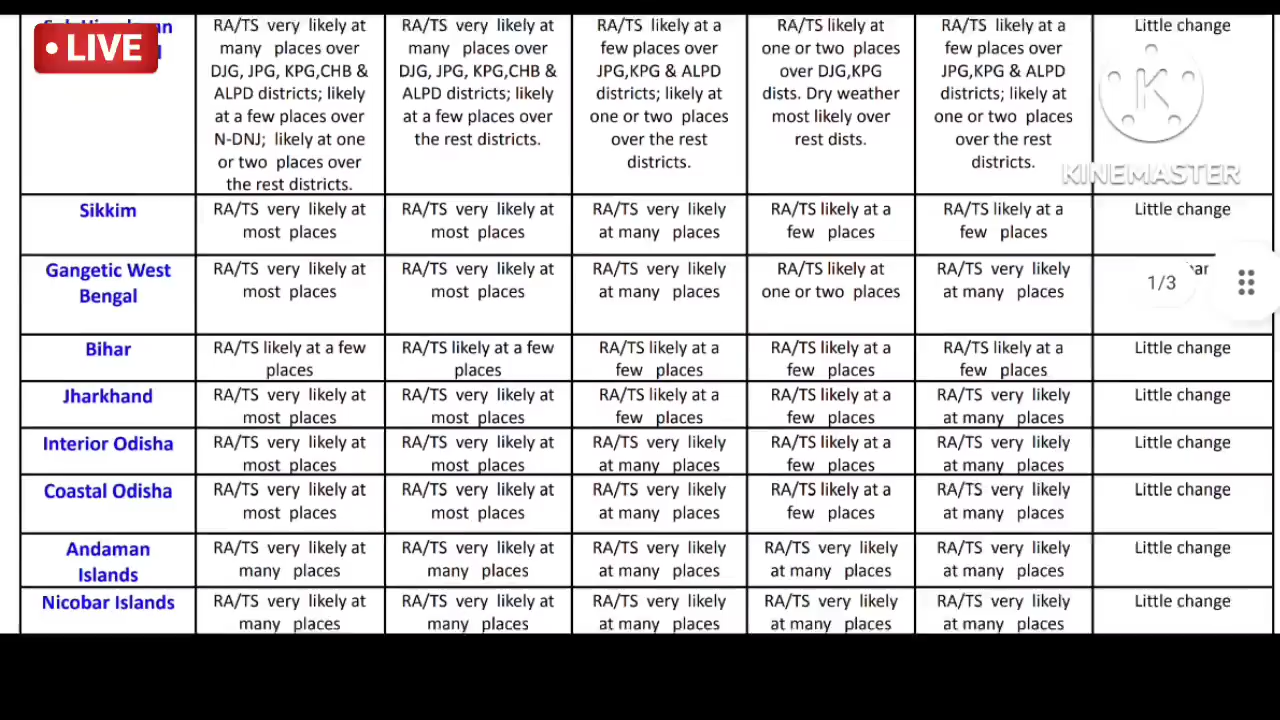 LIVE
RA/TS very likely at
many places over
DJG, JPG, KPG,CHB &
ALPD districts; likely
at a few places over
N-DNJ; likely at one
or two places over
the rest districts.
RA/TS very likely at
many places over
DJG, JPG, KPG,CHB &
ALPD districts; likely
at a few places over
the rest districts.
RA/TS likely at a
few places over
JPG,KPG & ALPD
districts; likely at
one or two places
over the rest
districts.
RA/TS likely at
one or two places
over DJG,KPG
dists. Dry weather
most likely over
rest dists.
RA/TS likely at a
few places over
JPG,KPG & ALPD
districts; likely at
one or two places
over the rest
districts.
Little change
K
KINEMASTER
Sikkim
RA/TS very likely at
most places
RA/TS very likely at
most places
RA/TS very likely
at many places
RA/TS likely at a
few places
RA/TS likely at a
few places
Little change
Gangetic West
Bengal
RA/TS very likely at
most places
RA/TS very likely at
most places
RA/TS very likely
at many places
RA/TS likely at
one or two places
RA/TS very likely
at many places
1/3
Bihar
RA/TS likely at a few
places
RA/TS likely at a few
places
RA/TS likely at a
few places
RA/TS likely at a
few places
RA/TS likely at a
few places
Little change
Jharkhand
RA/TS very likely at
most places
RA/TS very likely at
most places
RA/TS likely at a
few places
RA/TS likely at a
few places
RA/TS very likely
at many places
Little change
Interior Odisha
RA/TS very likely at
most places
RA/TS very likely at
most places
RA/TS very likely
at many places
RA/TS likely at a
few places
RA/TS very likely
at many places
Little change
Coastal Odisha
RA/TS very likely at
most places
RA/TS very likely at
most places
RA/TS very likely
at many places
RA/TS likely at a
few places
RA/TS very likely
at many places
Little change
Andaman
Islands
RA/TS very likely at
many places
RA/TS very likely at
many places
RA/TS very likely
at many places
RA/TS very likely
at many places
RA/TS very likely
at many places
Little change
Nicobar Islands
RA/TS very likely at
many places
RA/TS very likely at
many places
RA/TS very likely
at many places
RA/TS very likely
at many places
RA/TS very likely
at many places
Little change